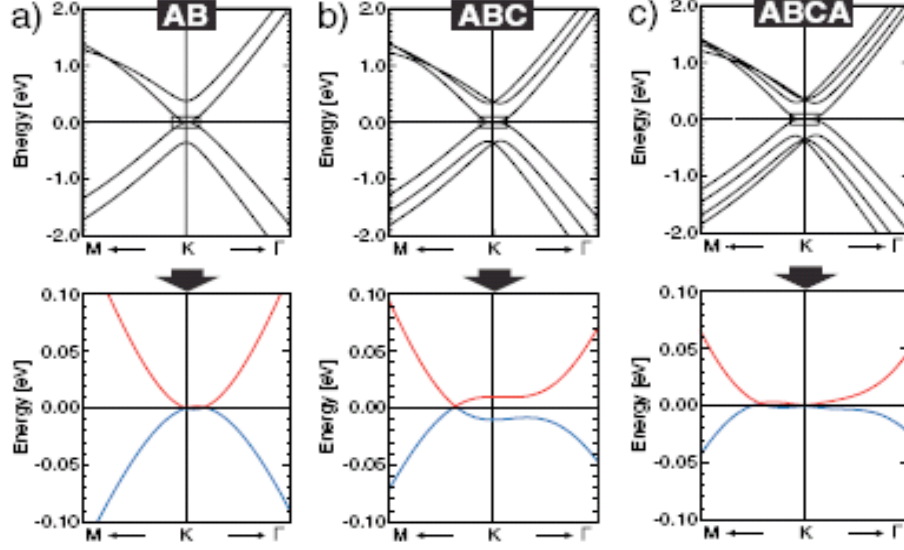 a) AB
b) ABC
c) ABCA
Energy [eV]
2.0
1.0
0.0
-1.0
-2.0
M ← K → Γ
Energy [eV]
2.0
1.0
0.0
-1.0
-2.0
M ← K → Γ
Energy [eV]
2.0
1.0
0.0
-1.0
-2.0
M ← K → Γ
Energy [eV]
0.10
0.05
0.00
-0.05
-0.10
M ← K → Γ
Energy [eV]
0.10
0.05
0.00
-0.05
-0.10
M ← K → Γ
Energy [eV]
0.10
0.05
0.00
-0.05
-0.10
M ← K → Γ